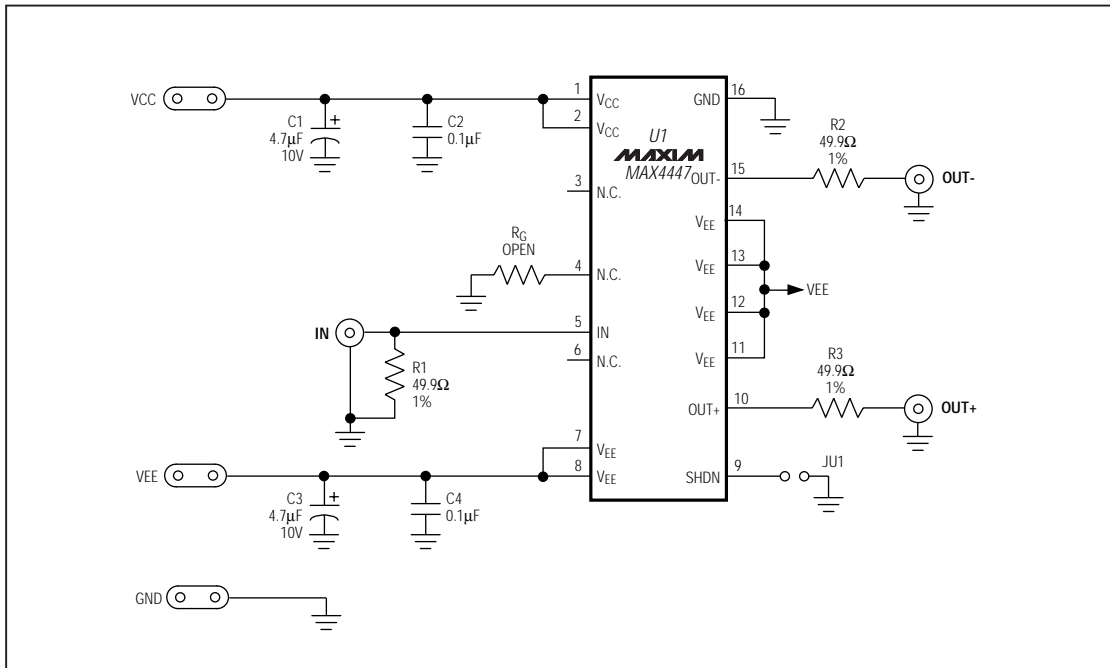 VCC
C1
4.7μF
10V
+
C2
0.1μF
1
VCC
2
VCC
3
N.C.
RG
OPEN
4
N.C.
IN
5
IN
R1
49.9Ω
1%
6
N.C.
7
VEE
VEE
8
VEE
C3
4.7μF
10V
+
C4
0.1μF
GND
U1
MAXIM
MAX4447
GND
16
OUT-
15
R2
49.9Ω
1%
OUT-
VEE
14
VEE
13
VEE
VEE
12
VEE
11
OUT+
10
R3
49.9Ω
1%
OUT+
SHDN
9
JU1